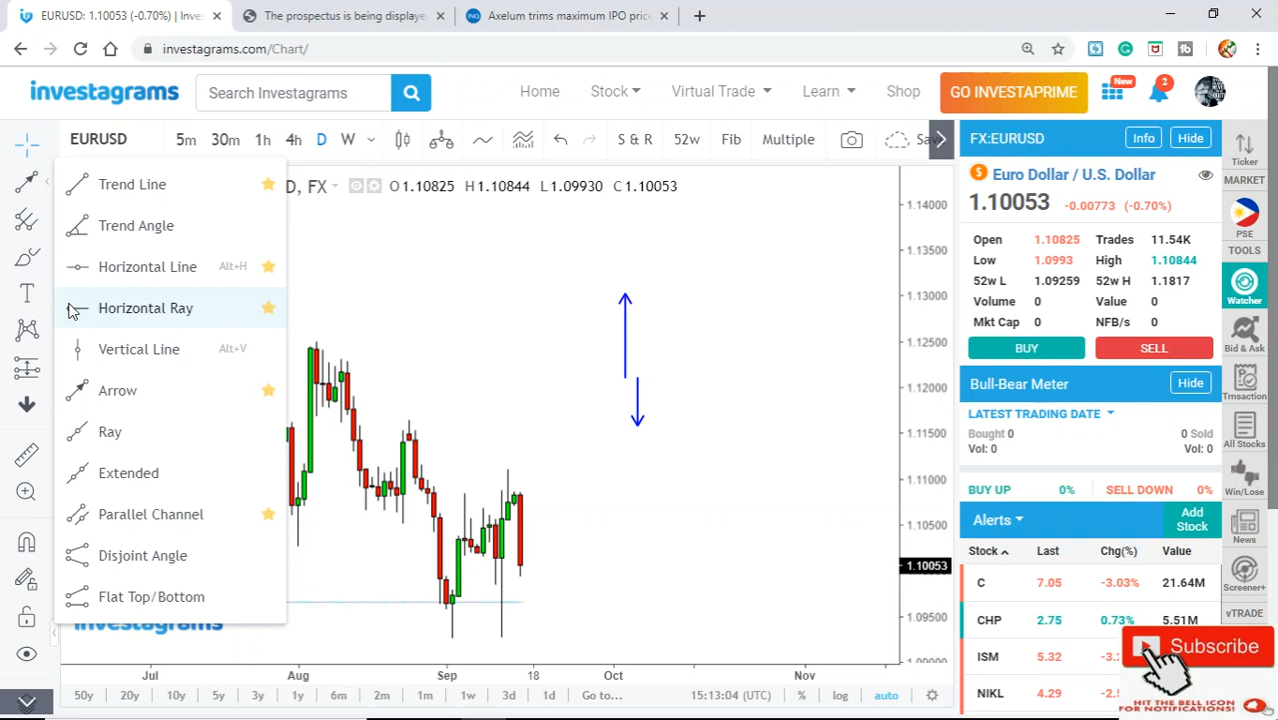 EURUSD: 1.10053 (-0.70%) | Inves
The prospectus is being displaye
Axelum trims maximum IPO price
investagrams.com/Chart/
investagrams
Search Investagrams
Home
Stock
Virtual Trade
Learn
Shop
GO INVESTAPRIME
New
2
EURUSD
5m
30m
1h
4h
D
W
S & R
52w
Fib
Multiple
Sav
D, FX
O1.10825
H1.10844
L1.09930
C1.10053
Trend Line
Trend Angle
Horizontal Line Alt+H
Horizontal Ray
Vertical Line Alt+V
Arrow
Ray
Extended
Parallel Channel
Disjoint Angle
Flat Top/Bottom
investagrams
1.14000
1.13500
1.13000
1.12500
1.12000
1.11500
1.11000
1.10500
1.10053
1.09500
1.09000
Jul
Aug
Sep
18
Oct
Nov
50y
20y
10y
5y
3y
1y
6m
2m
1m
5d
3d
1d
Go to...
15:13:04 (UTC)
%
log
auto
FX:EURUSD
Info
Hide
Euro Dollar / U.S. Dollar
1.10053 -0.00773 (-0.70%)
Open 1.10825 Trades 11.54K
Low 1.0993 High 1.10844
52w L 1.09259 52w H 1.1817
Volume 0 Value 0
Mkt Cap 0 NFB/s 0
BUY
SELL
Bull-Bear Meter
Hide
LATEST TRADING DATE
Bought 0 0 Sold
Vol: 0 Vol: 0
BUY UP 0% SELL DOWN 0%
Alerts
Add
Stock
Stock Last Chg(%) Value
C 7.05 -3.03% 21.64M
CHP 2.75 0.73% 5.51M
ISM 5.32
NIKL 4.29
Ticker
MARKET
PSE
TOOLS
Watcher
Bid & Ask
Trnsaction
All Stocks
Win/Lose
News
Screener+
vTRADE
Subscribe
HIT THE BELL ICON
FOR NOTIFICATIONS!